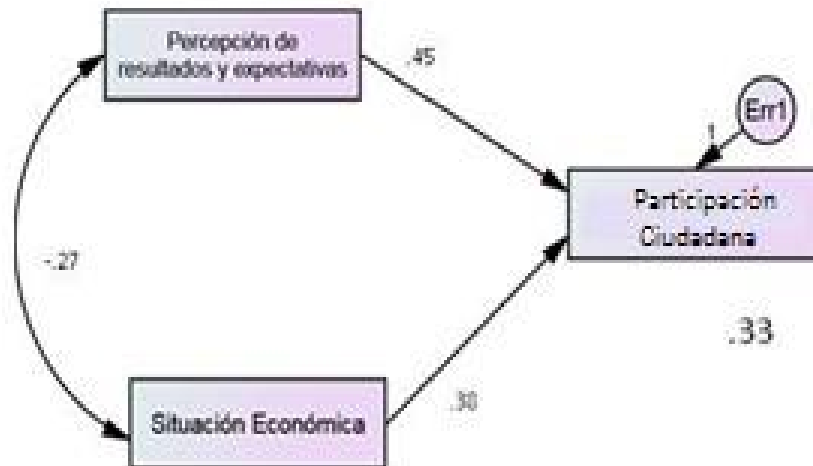 Percepción de
resultados y expectativas
.45
Err1
1
Participación
Ciudadana
-.27
.33
.30
Situación Económica